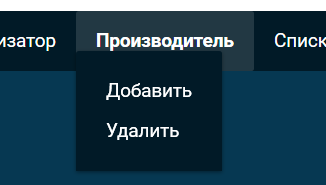 изатор Производитель Списк
Добавить
Удалить